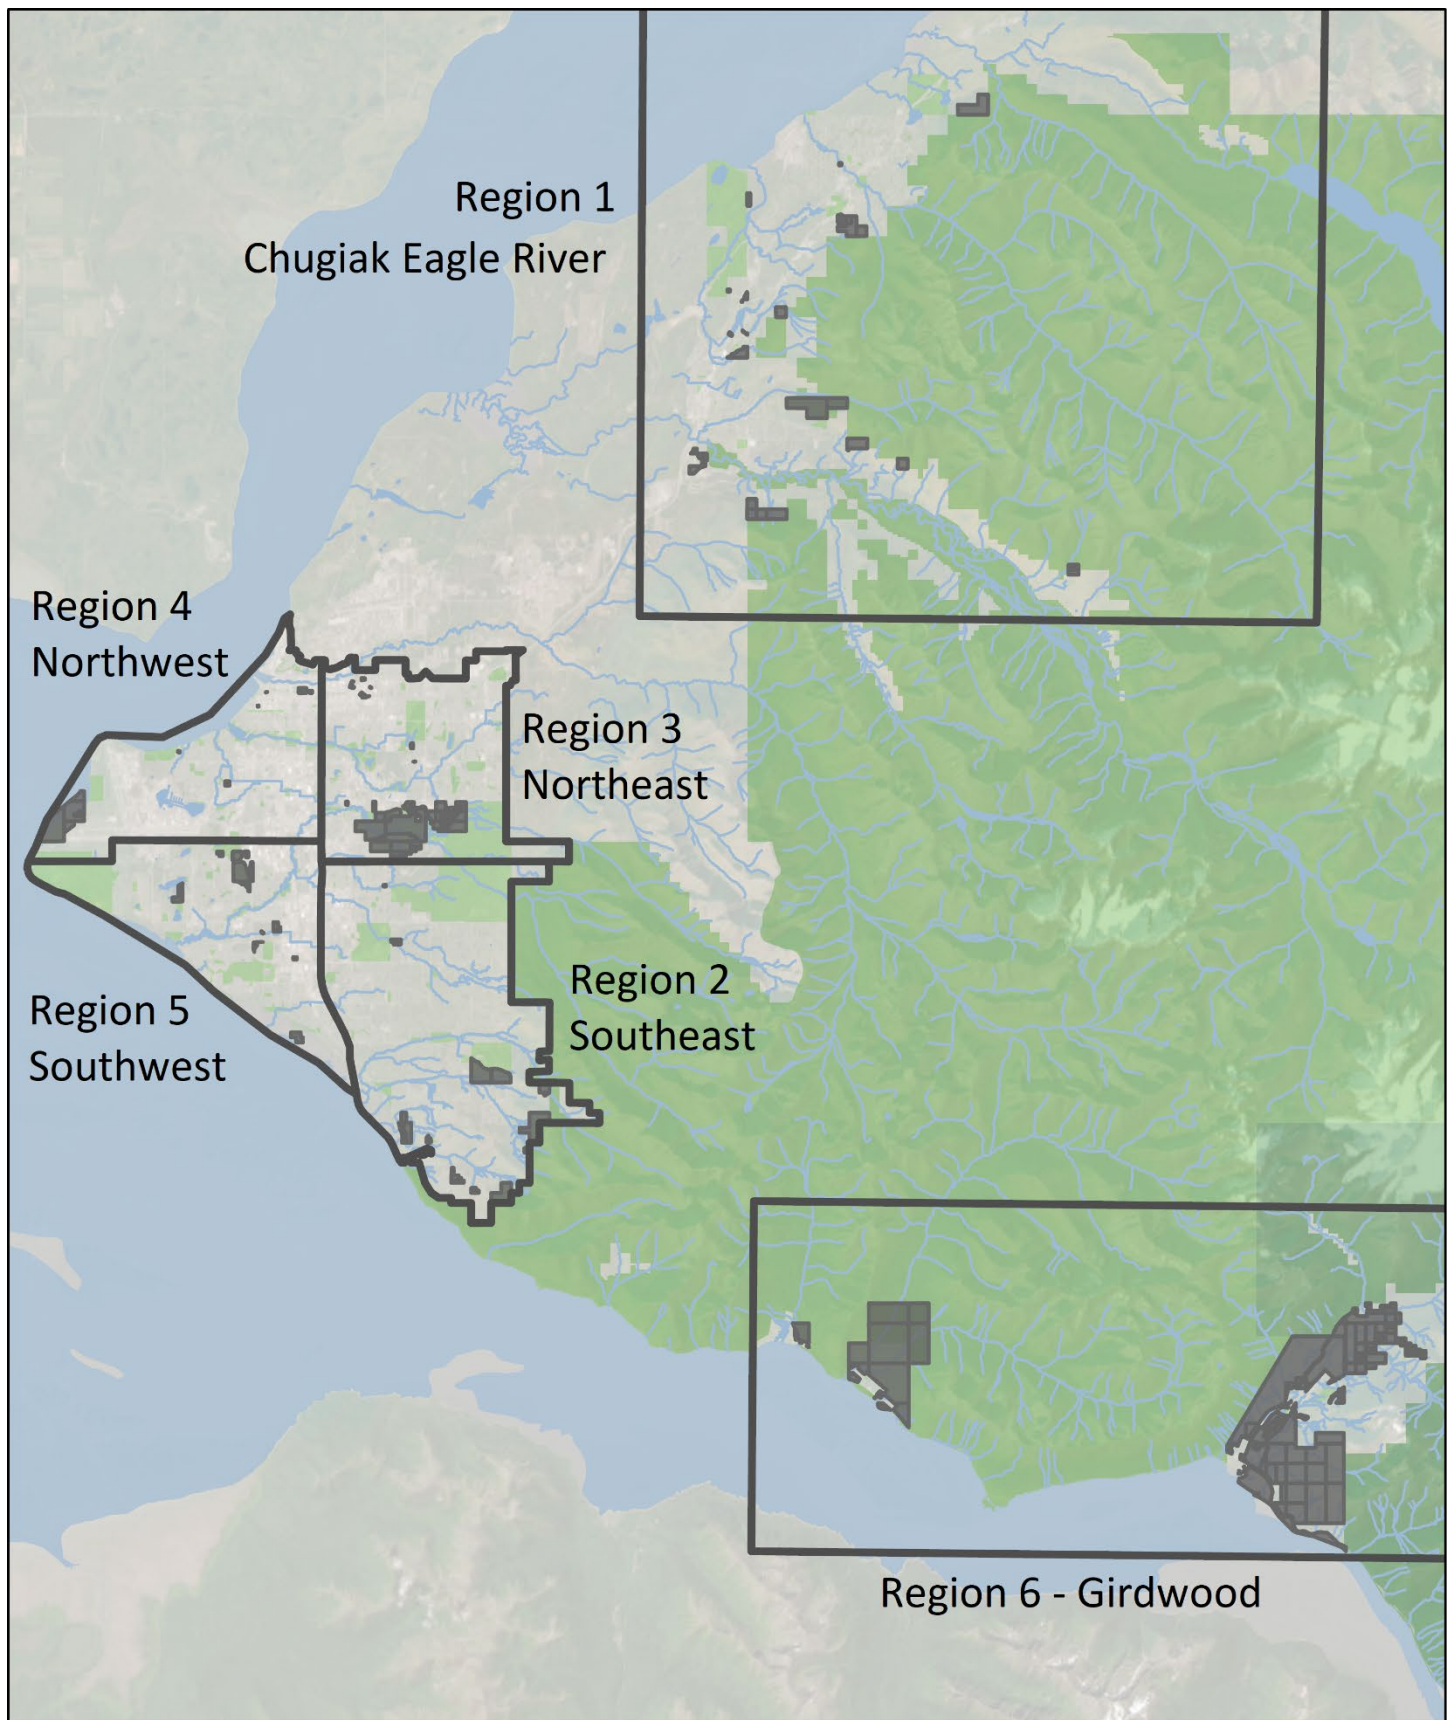 Region 1
Chugiak Eagle River
Region 4
Northwest
Region 3
Northeast
Region 2
Southeast
Region 5
Southwest
Region 6 - Girdwood